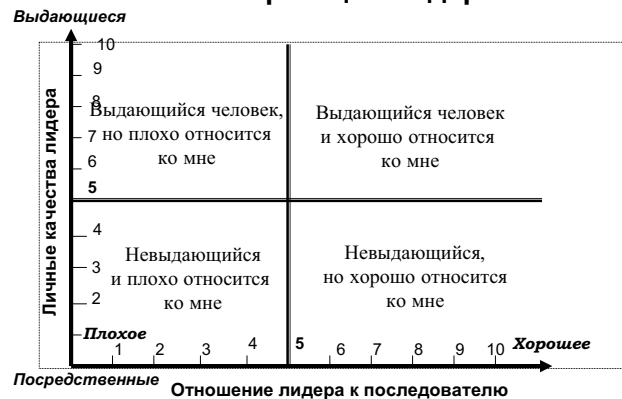 Выдающиеся
10
9
8
7
6
5
4
3
2
Личные качества лидера
Выдающийся человек,
но плохо относится
ко мне
Выдающийся человек
и хорошо относится
ко мне
Невыдающийся
и плохо относится
ко мне
Невыдающийся,
но хорошо относится
ко мне
Плохое
1 2 3 4 5 6 7 8 9 10
Хорошее
Посредственные
Отношение лидера к последователю